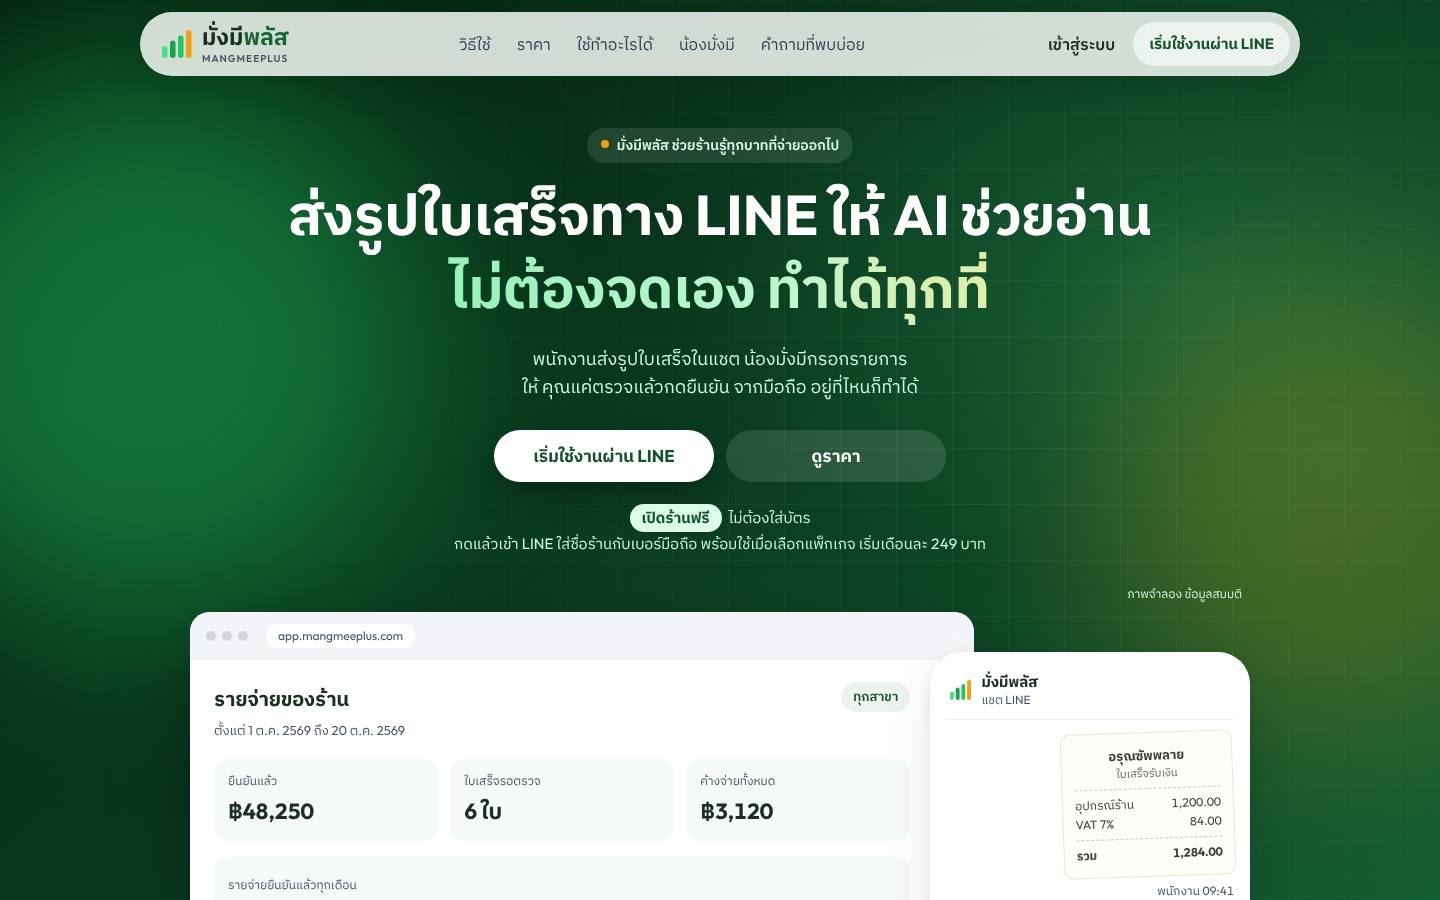 มั่งมีพลัส
MANGMEEPLUS
วิธีใช้ ราคา ใช้ทำอะไรได้ น้องมั่งมี คำถามที่พบบ่อย
เข้าสู่ระบบ
เริ่มใช้งานผ่าน LINE
มั่งมีพลัส ช่วยร้านรู้ทุกบาทที่จ่ายออกไป
ส่งรูปใบเสร็จทาง LINE ให้ AI ช่วยอ่าน
ไม่ต้องจดเอง ทำได้ทุกที่
พนักงานส่งรูปใบเสร็จในแชต น้องมั่งมีกรอกรายการ
ให้ คุณแค่ตรวจแล้วกดยืนยัน จากมือถือ อยู่ที่ไหนก็ทำได้
เริ่มใช้งานผ่าน LINE
ดูราคา
เปิดร้านฟรี ไม่ต้องใส่บัตร
กดแล้วเข้า LINE ใส่ชื่อร้านกับเบอร์มือถือ พร้อมใช้เมื่อเลือกแพ็กเกจ เริ่มเดือนละ 249 บาท
ภาพจำลอง ข้อมูลสมมติ
app.mangmeeplus.com
รายจ่ายของร้าน
ทุกสาขา
ตั้งแต่ 1 ต.ค. 2569 ถึง 20 ต.ค. 2569
ยืนยันแล้ว
฿48,250
ใบเสร็จรอตรวจ
6 ใบ
ค้างจ่ายทั้งหมด
฿3,120
รายจ่ายยืนยันแล้วทุกเดือน
มั่งมีพลัส
แชต LINE
อรุณซัพพลาย
ใบเสร็จรับเงิน
อุปกรณ์ร้าน 1,200.00
VAT 7% 84.00
รวม 1,284.00
พนักงาน 09:41